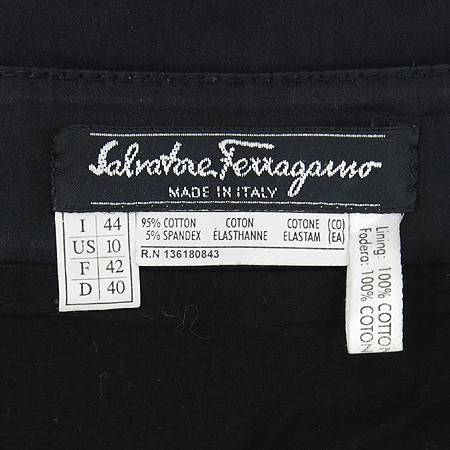 Salvatore Ferragamo
MADE IN ITALY
I 44
US 10
F 42
D 40
95% COTTON COTON COTONE (CO)
5% SPANDEX ÉLASTHANNE ELASTAM (EA)
R.N 136180843
Lining: 100% COTTO
Fodera: 100% COTON